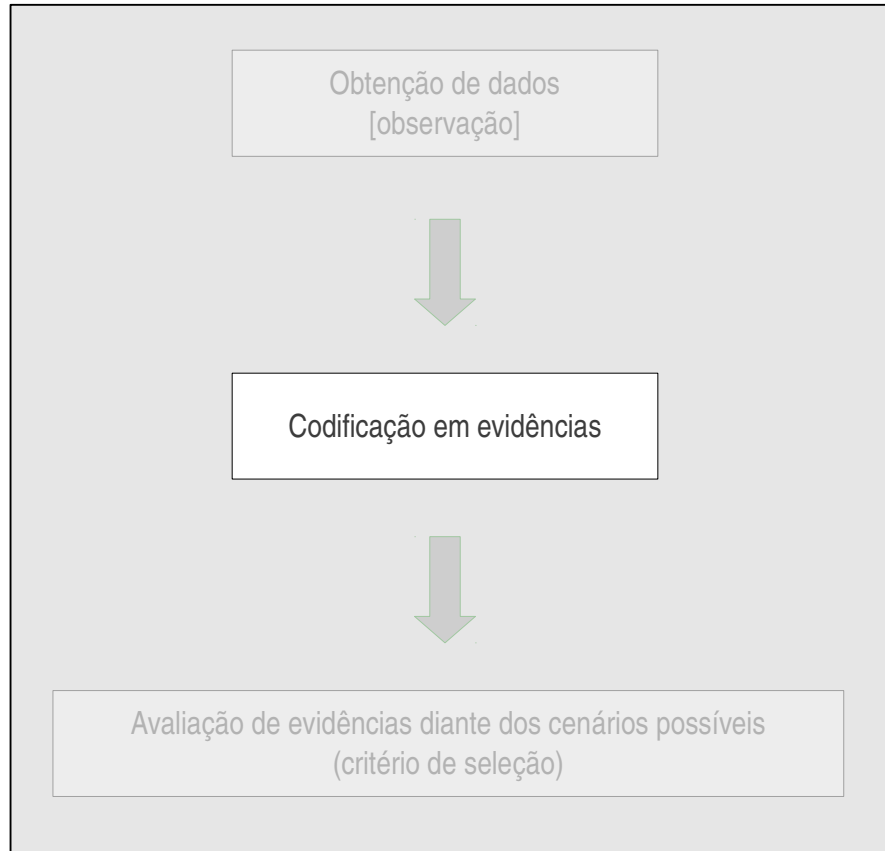 Obtenção de dados
[observação]
Codificação em evidências
Avaliação de evidências diante dos cenários possíveis
(critério de seleção)